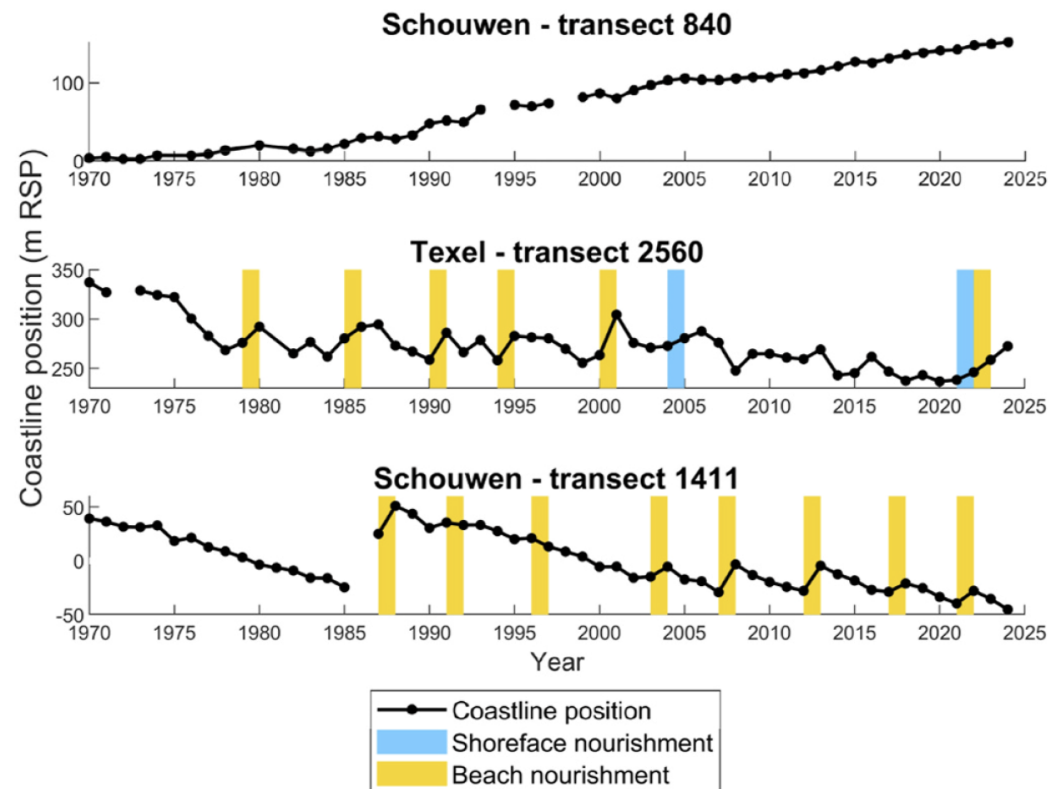 Schouwen - transect 840
100
0
1970 1975 1980 1985 1990 1995 2000 2005 2010 2015 2020 2025
Coastline position (m RSP)
Texel - transect 2560
350
300
250
1970 1975 1980 1985 1990 1995 2000 2005 2010 2015 2020 2025
Schouwen - transect 1411
50
0
-50
1970 1975 1980 1985 1990 1995 2000 2005 2010 2015 2020 2025
Year
Coastline position
Shoreface nourishment
Beach nourishment